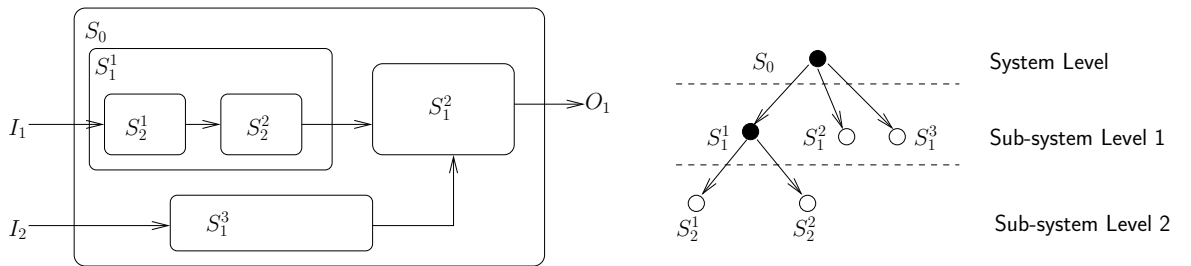 S_0
S_1^1
S_2^1
S_2^2
S_1^2
I_1
O_1
I_2
S_1^3
S_0
System Level
S_1^1
S_1^2
S_1^3
Sub-system Level 1
S_2^1
S_2^2
Sub-system Level 2